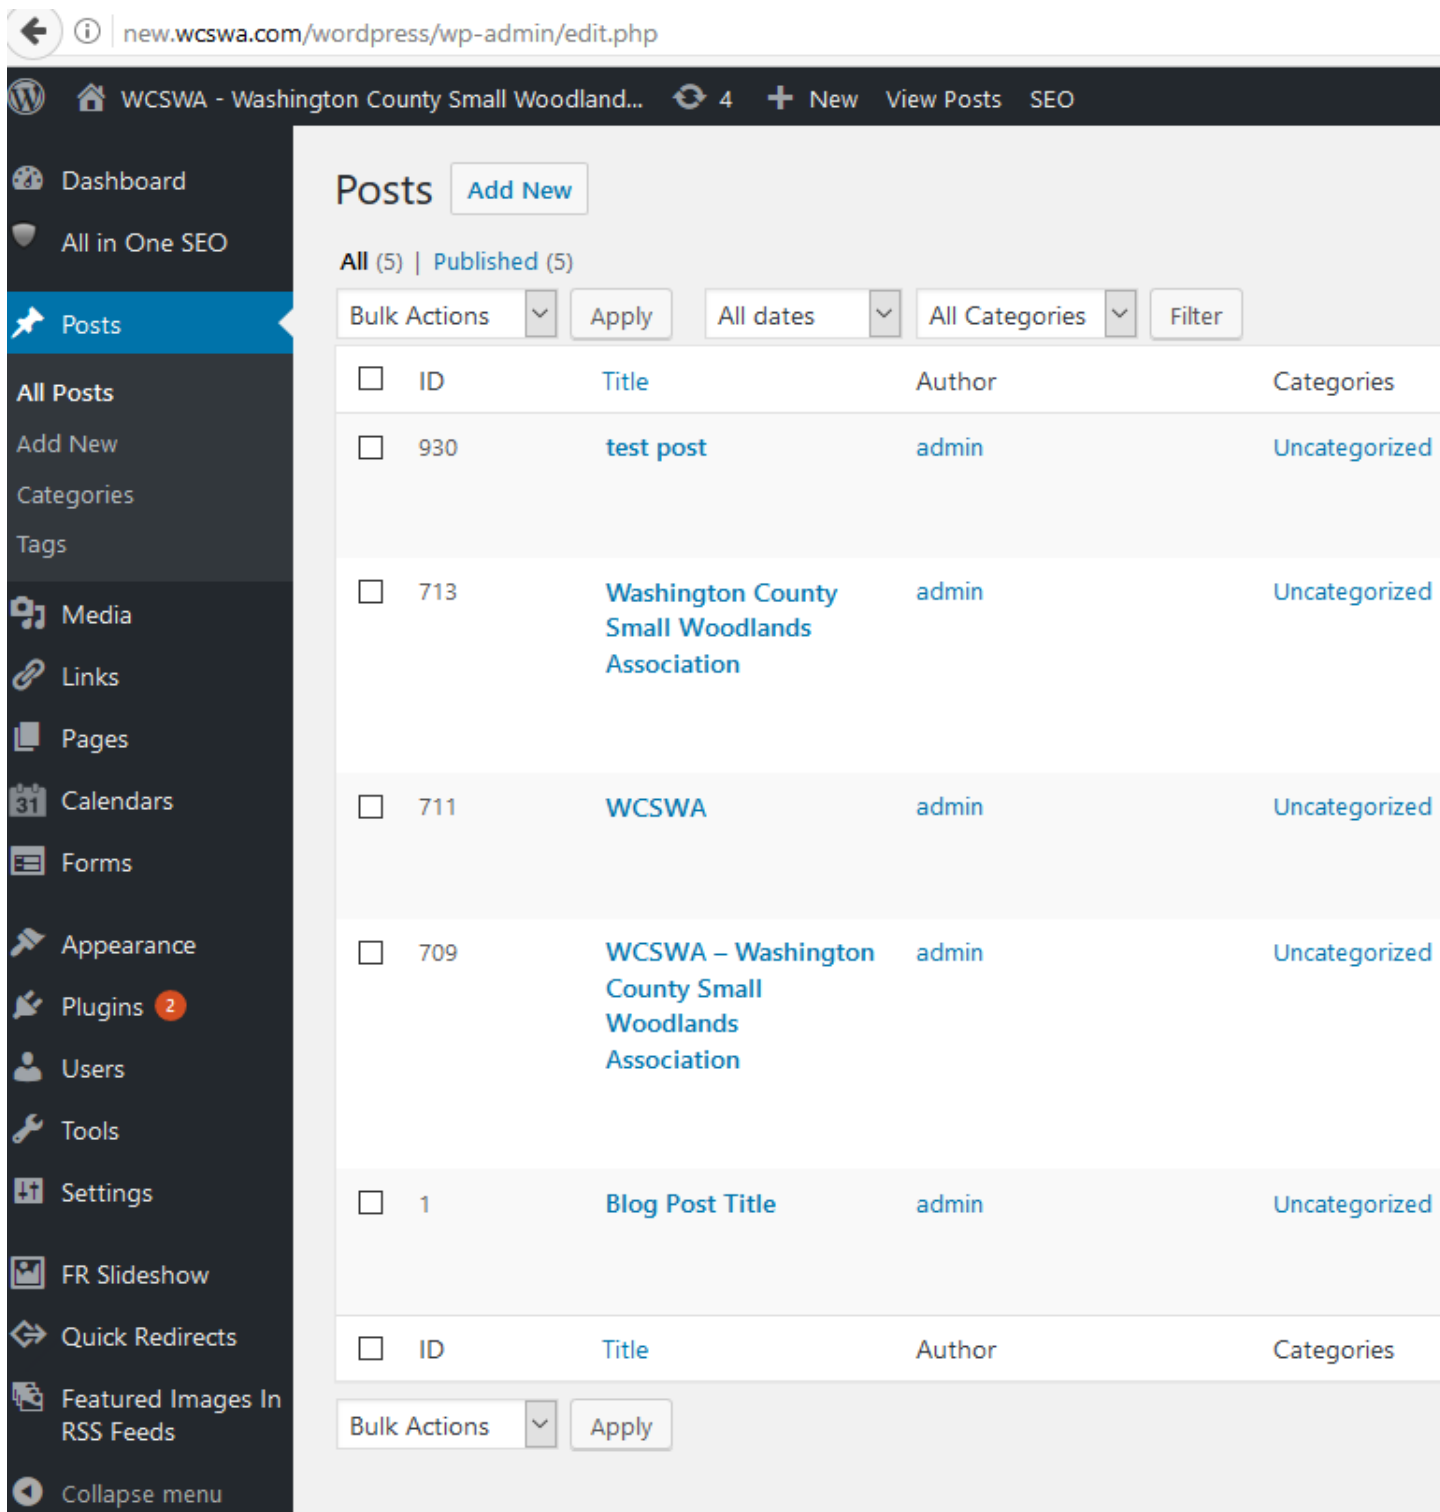 new.wcswa.com/wordpress/wp-admin/edit.php
WCSWA - Washington County Small Woodland... 4 + New View Posts SEO
Dashboard
All in One SEO
Posts
All Posts
Add New
Categories
Tags
Media
Links
Pages
31 Calendars
Forms
Appearance
Plugins 2
Users
Tools
Settings
FR Slideshow
Quick Redirects
Featured Images In
RSS Feeds
Collapse menu
Posts Add New
All (5) | Published (5)
Bulk Actions Apply All dates All Categories Filter
ID Title Author Categories
930 test post admin Uncategorized
713 Washington County admin Uncategorized
Small Woodlands
Association
711 WCSWA admin Uncategorized
709 WCSWA – Washington admin Uncategorized
County Small
Woodlands
Association
1 Blog Post Title admin Uncategorized
ID Title Author Categories
Bulk Actions Apply